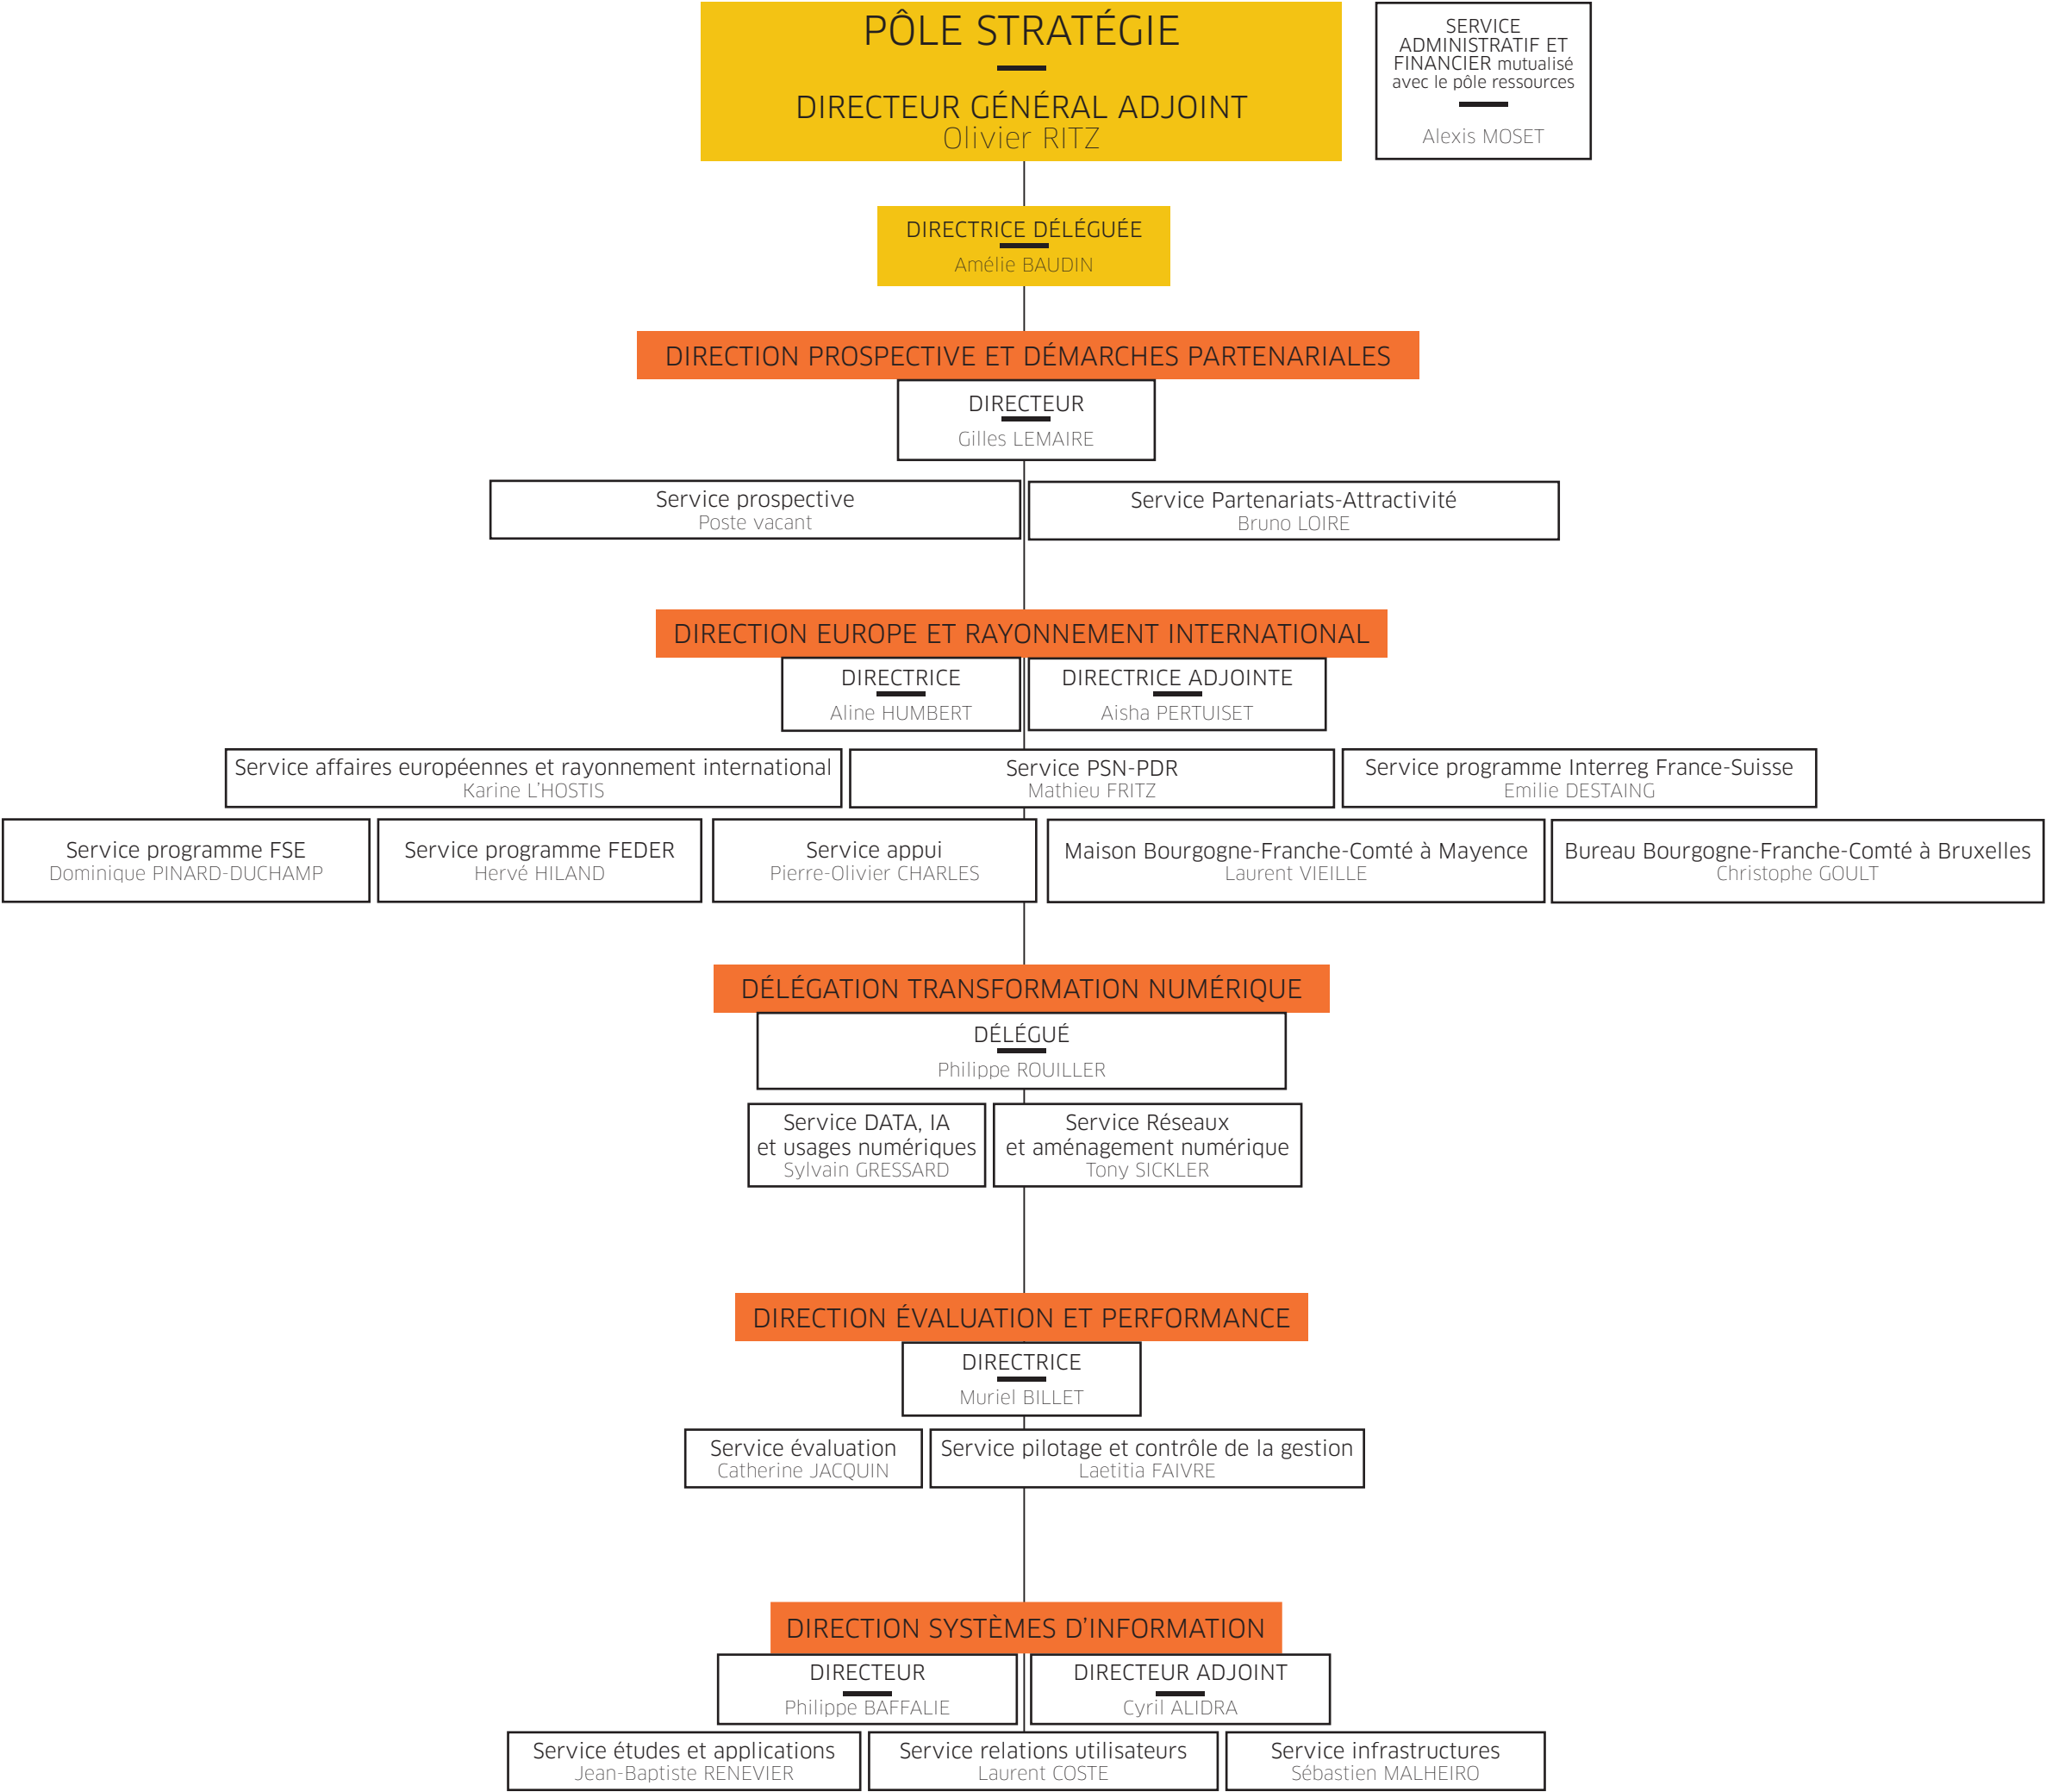 PÔLE STRATÉGIE
DIRECTEUR GÉNÉRAL ADJOINT
Olivier RITZ
SERVICE
ADMINISTRATIF ET
FINANCIER mutualisé
avec le pôle ressources
Alexis MOSET
DIRECTRICE DÉLÉGUÉE
Amélie BAUDIN
DIRECTION PROSPECTIVE ET DÉMARCHES PARTENARIALES
DIRECTEUR
Gilles LEMAIRE
Service prospective
Poste vacant
Service Partenariats-Attractivité
Bruno LOIRE
DIRECTION EUROPE ET RAYONNEMENT INTERNATIONAL
DIRECTRICE
Aline HUMBERT
DIRECTRICE ADJOINTE
Aisha PERTUISET
Service affaires européennes et rayonnement international
Karine L'HOSTIS
Service PSN-PDR
Mathieu FRITZ
Service programme Interreg France-Suisse
Emilie DESTAING
Service programme FSE
Dominique PINARD-DUCHAMP
Service programme FEDER
Hervé HILAND
Service appui
Pierre-Olivier CHARLES
Maison Bourgogne-Franche-Comté à Mayence
Laurent VIEILLE
Bureau Bourgogne-Franche-Comté à Bruxelles
Christophe GOULT
DÉLÉGATION TRANSFORMATION NUMÉRIQUE
DÉLÉGUÉ
Philippe ROUILLER
Service DATA, IA
et usages numériques
Sylvain GRESSARD
Service Réseaux
et aménagement numérique
Tony SICKLER
DIRECTION ÉVALUATION ET PERFORMANCE
DIRECTRICE
Muriel BILLET
Service évaluation
Catherine JACQUIN
Service pilotage et contrôle de la gestion
Laetitia FAIVRE
DIRECTION SYSTÈMES D'INFORMATION
DIRECTEUR
Philippe BAFFALIE
DIRECTEUR ADJOINT
Cyril ALIDRA
Service études et applications
Jean-Baptiste RENEVIER
Service relations utilisateurs
Laurent COSTE
Service infrastructures
Sébastien MALHEIRO